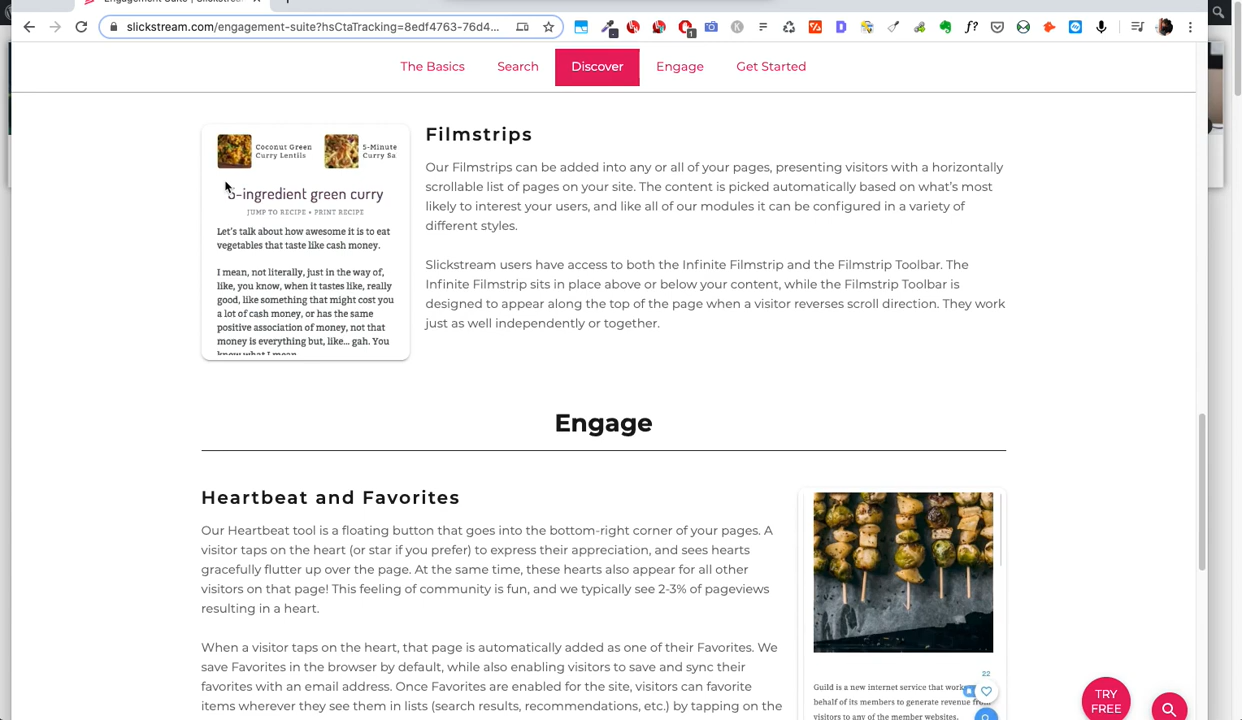 Engagement Suite | Slickstream
slickstream.com/engagement-suite?hsCtaTracking=8edf4763-76d4...
The Basics
Search
Discover
Engage
Get Started
Coconut Green
Curry Lentils
5-Minute
Curry Sa
5-ingredient green curry
JUMP TO RECIPE • PRINT RECIPE
Let's talk about how awesome it is to eat
vegetables that taste like cash money.
I mean, not literally, just in the way of,
like, you know, when it tastes like, really
good, like something that might cost you
a lot of cash money, or has the same
positive association of money, not that
money is everything but, like... gah. You
know what I mean
Filmstrips
Our Filmstrips can be added into any or all of your pages, presenting visitors with a horizontally
scrollable list of pages on your site. The content is picked automatically based on what's most
likely to interest your users, and like all of our modules it can be configured in a variety of
different styles.
Slickstream users have access to both the Infinite Filmstrip and the Filmstrip Toolbar. The
Infinite Filmstrip sits in place above or below your content, while the Filmstrip Toolbar is
designed to appear along the top of the page when a visitor reverses scroll direction. They work
just as well independently or together.
Engage
Heartbeat and Favorites
Our Heartbeat tool is a floating button that goes into the bottom-right corner of your pages. A
visitor taps on the heart (or star if you prefer) to express their appreciation, and sees hearts
gracefully flutter up over the page. At the same time, these hearts also appear for all other
visitors on that page! This feeling of community is fun, and we typically see 2-3% of pageviews
resulting in a heart.
When a visitor taps on the heart, that page is automatically added as one of their Favorites. We
save Favorites in the browser by default, while also enabling visitors to save and sync their
favorites with an email address. Once Favorites are enabled for the site, visitors can favorite
items wherever they see them in lists (search results, recommendations, etc.) by tapping on the
22
Guild is a new internet service that work
behalf of its members to generate revenue from
visitors to any of the member websites.
TRY
FREE